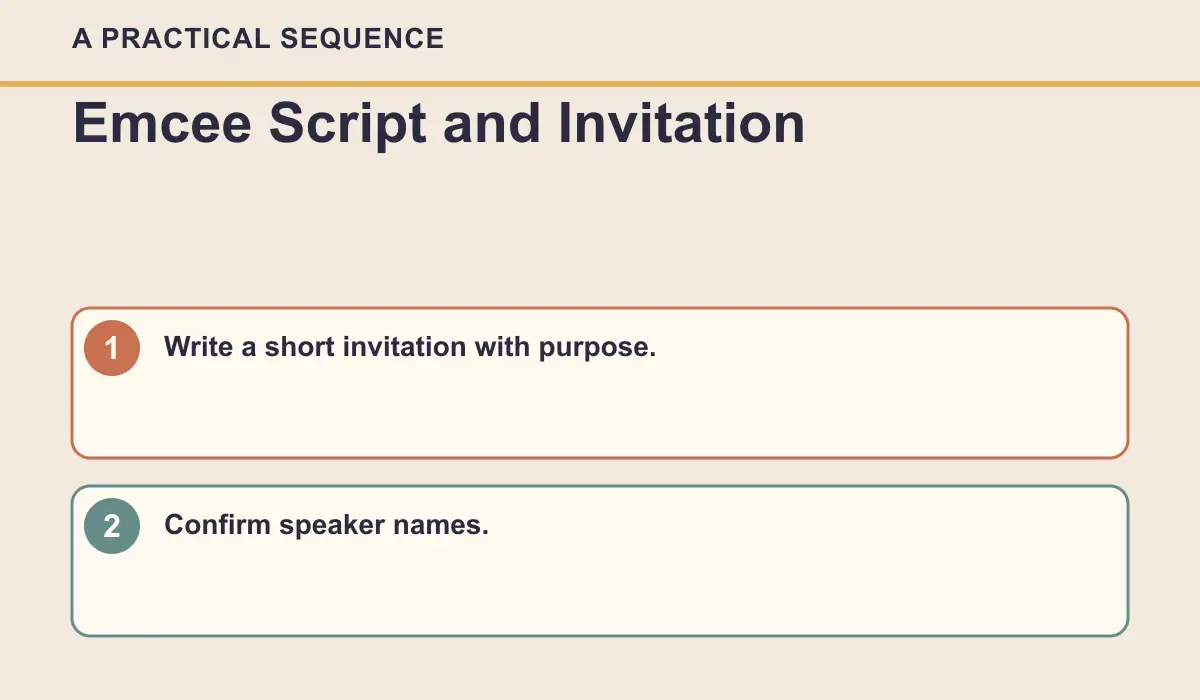 A PRACTICAL SEQUENCE
Emcee Script and Invitation
1
Write a short invitation with purpose.
2
Confirm speaker names.